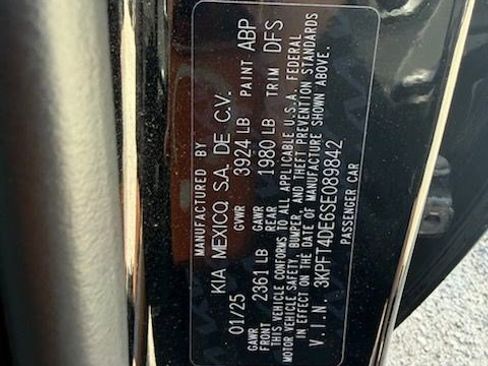 MANUFACTURED BY
KIA MEXICO, S.A. DE C.V.
01/25 GVWR 3924 LB PAINT ABP
GAWR FRONT 2361 LB GAWR REAR 1980 LB TRIM DFS
THIS VEHICLE CONFORMS TO ALL APPLICABLE U.S.A. FEDERAL
MOTOR VEHICLE SAFETY, BUMPER, AND THEFT PREVENTION STANDARDS
IN EFFECT ON THE DATE OF MANUFACTURE SHOWN ABOVE.
V.I.N. 3KPFT4DE6SE089842
PASSENGER CAR